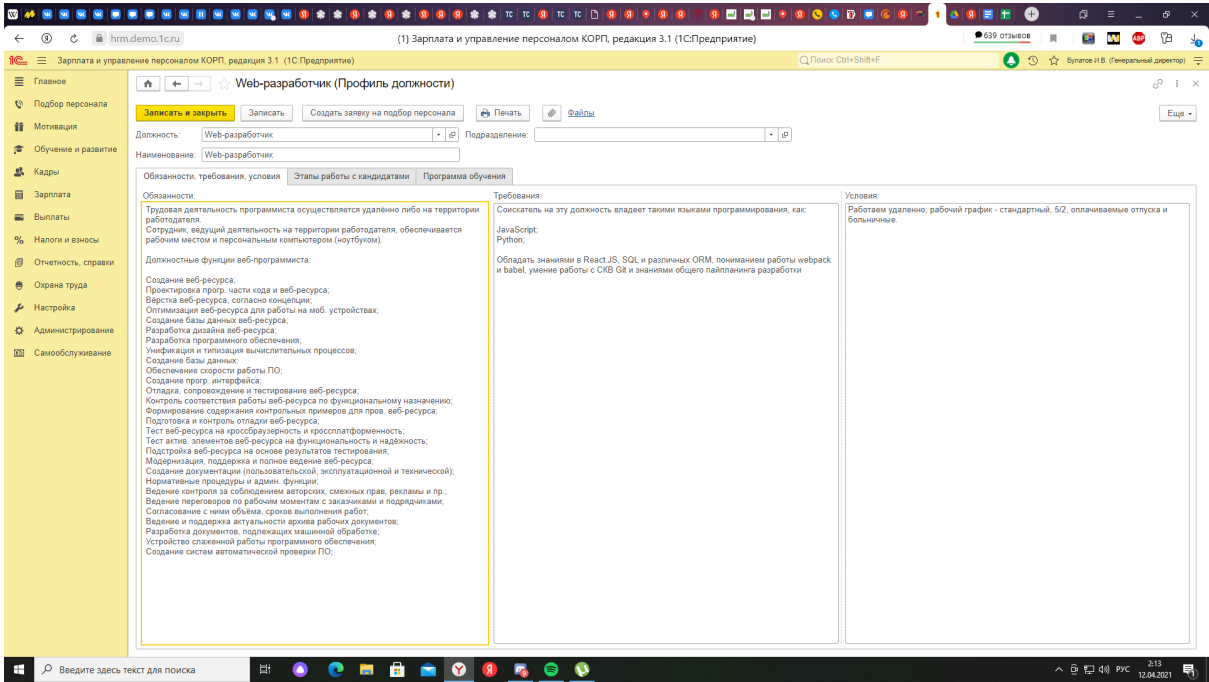 hrm.demo.1c.ru
(1) Зарплата и управление персоналом КОРП, редакция 3.1 (1С:Предприятие)
639 отзывов
Зарплата и управление персоналом КОРП, редакция 3.1 (1С:Предприятие)
Поиск Ctrl+Shift+F
Булатов И.В. (Генеральный директор)
Главное
Подбор персонала
Мотивация
Обучение и развитие
Кадры
Зарплата
Выплаты
Налоги и взносы
Отчетность, справки
Охрана труда
Настройка
Администрирование
Самообслуживание
Web-разработчик (Профиль должности)
Записать и закрыть
Записать
Создать заявку на подбор персонала
Печать
Файлы
Еще
Должность: Web-разработчик
Подразделение:
Наименование: Web-разработчик
Обязанности, требования, условия
Этапы работы с кандидатами
Программа обучения
Обязанности:
Трудовая деятельность программиста осуществляется удалённо либо на территории
работодателя.
Сотрудник, ведущий деятельность на территории работодателя, обеспечивается
рабочим местом и персональным компьютером (ноутбуком).
Должностные функции веб-программиста:
Создание веб-ресурса;
Проектировка прогр. части кода и веб-ресурса;
Вёрстка веб-ресурса, согласно концепции;
Оптимизация веб-ресурса для работы на моб. устройствах;
Создание базы данных веб-ресурса;
Разработка дизайна веб-ресурса;
Разработка программного обеспечения;
Унификация и типизация вычислительных процессов;
Создание базы данных;
Обеспечение скорости работы ПО;
Создание прогр. интерфейса;
Отладка, сопровождение и тестирование веб-ресурса;
Контроль соответствия работы веб-ресурса по функциональному назначению;
Формирование содержания контрольных примеров для пров. веб-ресурса;
Подготовка и контроль отладки веб-ресурса;
Тест веб-ресурса на кроссбраузерность и кроссплатформенность;
Тест актив. элементов веб-ресурса на функциональность и надёжность;
Подстройка веб-ресурса на основе результатов тестирования;
Модернизация, поддержка и полное ведение веб-ресурса;
Создание документации (пользовательской, эксплуатационной и технической);
Нормативные процедуры и админ. функции;
Ведение контроля за соблюдением авторских, смежных прав, рекламы и пр.;
Ведение переговоров по рабочим моментам с заказчиками и подрядчиками;
Согласование с ними объёма, сроков выполнения работ;
Ведение и поддержка актуальности архива рабочих документов;
Разработка документов, подлежащих машинной обработке;
Устройство слаженной работы программного обеспечения;
Создание систем автоматической проверки ПО;
Требования:
Соискатель на эту должность владеет такими языками программирования, как:
JavaScript;
Python;
Обладать знаниями в React.JS, SQL и различных ORM, пониманием работы webpack
и babel, умение работы с СКВ Git и знаниями общего пайпланинга разработки
Условия:
Работаем удаленно; рабочий график - стандартный, 5/2, оплачиваемые отпуска и
больничные.
Введите здесь текст для поиска
РУС
2:13
12.04.2021